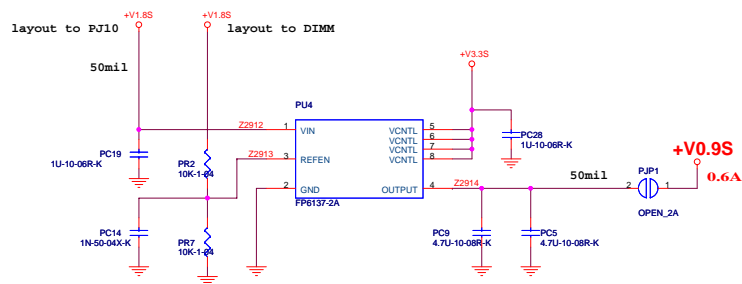 +V1.8S
+V1.8S
layout to PJ10
layout to DIMM
+V3.3S
50mil
PU4
Z2912
1
VIN
VCNTL
5
VCNTL
6
VCNTL
7
VCNTL
8
PC28
1U-10-06R-K
PC19
1U-10-06R-K
PR2
10K-1-04
Z2913
3
REFEN
+V0.9S
50mil
PJP1
0.6A
2
GND
OUTPUT
4
Z2914
2
1
FP6137-2A
OPEN_2A
PC14
1N-50-04X-K
PR7
10K-1-04
PC9
4.7U-10-08R-K
PC5
4.7U-10-08R-K